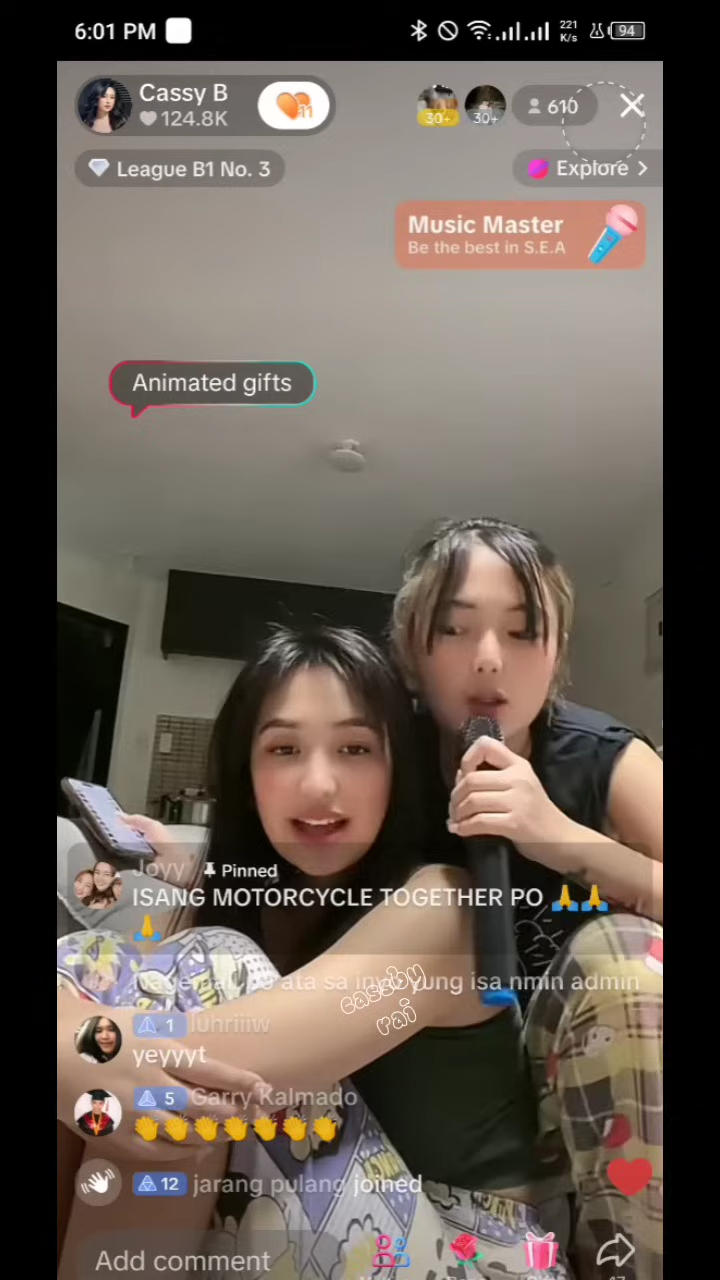 6:01 PM
221
K/s
94
Cassy B
124.8K
11
30+
30+
610
League B1 No. 3
Explore >
Music Master
Be the best in S.E.A
Animated gifts
Joyy Pinned
ISANG MOTORCYCLE TOGETHER PO 🙏🙏
🙏
ata sa inyo yung isa nmin admin
cassby
rai
1 luhriiiw
yeyyyt
5 Garry Kalmado
👏👏👏👏👏👏👏
12 jarang pulang joined
Add comment